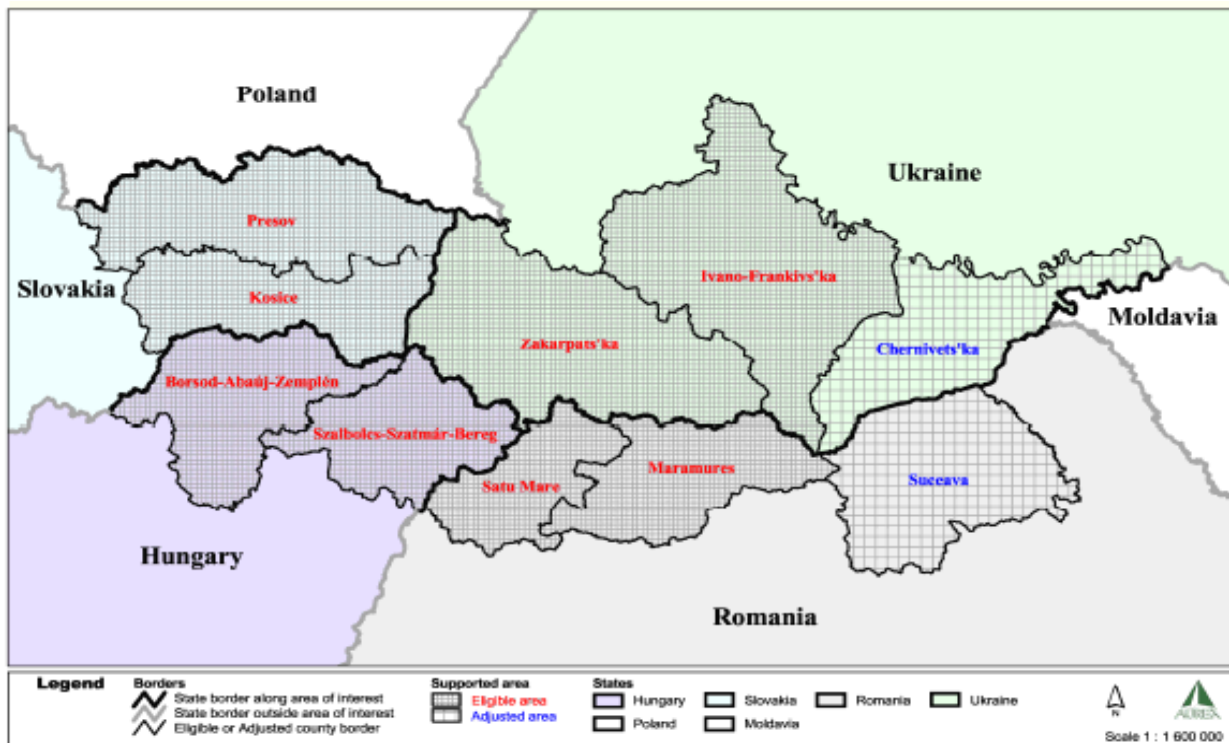 Poland
Ukraine
Presov
Ivano-Frankivs'ka
Slovakia
Kosice
Moldavia
Zakarpats'ka
Chernivets'ka
Borsod-Abaúj-Zemplén
Szalbolcs-Szatmár-Bereg
Maramures
Satu Mare
Suceava
Hungary
Romania
Legend
Borders
State border along area of interest
State border outside area of interest
Eligible or Adjusted county border
Supported area
Eligible area
Adjusted area
States
Hungary
Slovakia
Romania
Ukraine
Poland
Moldavia
N
AUREX
Scale 1 : 1 600 000